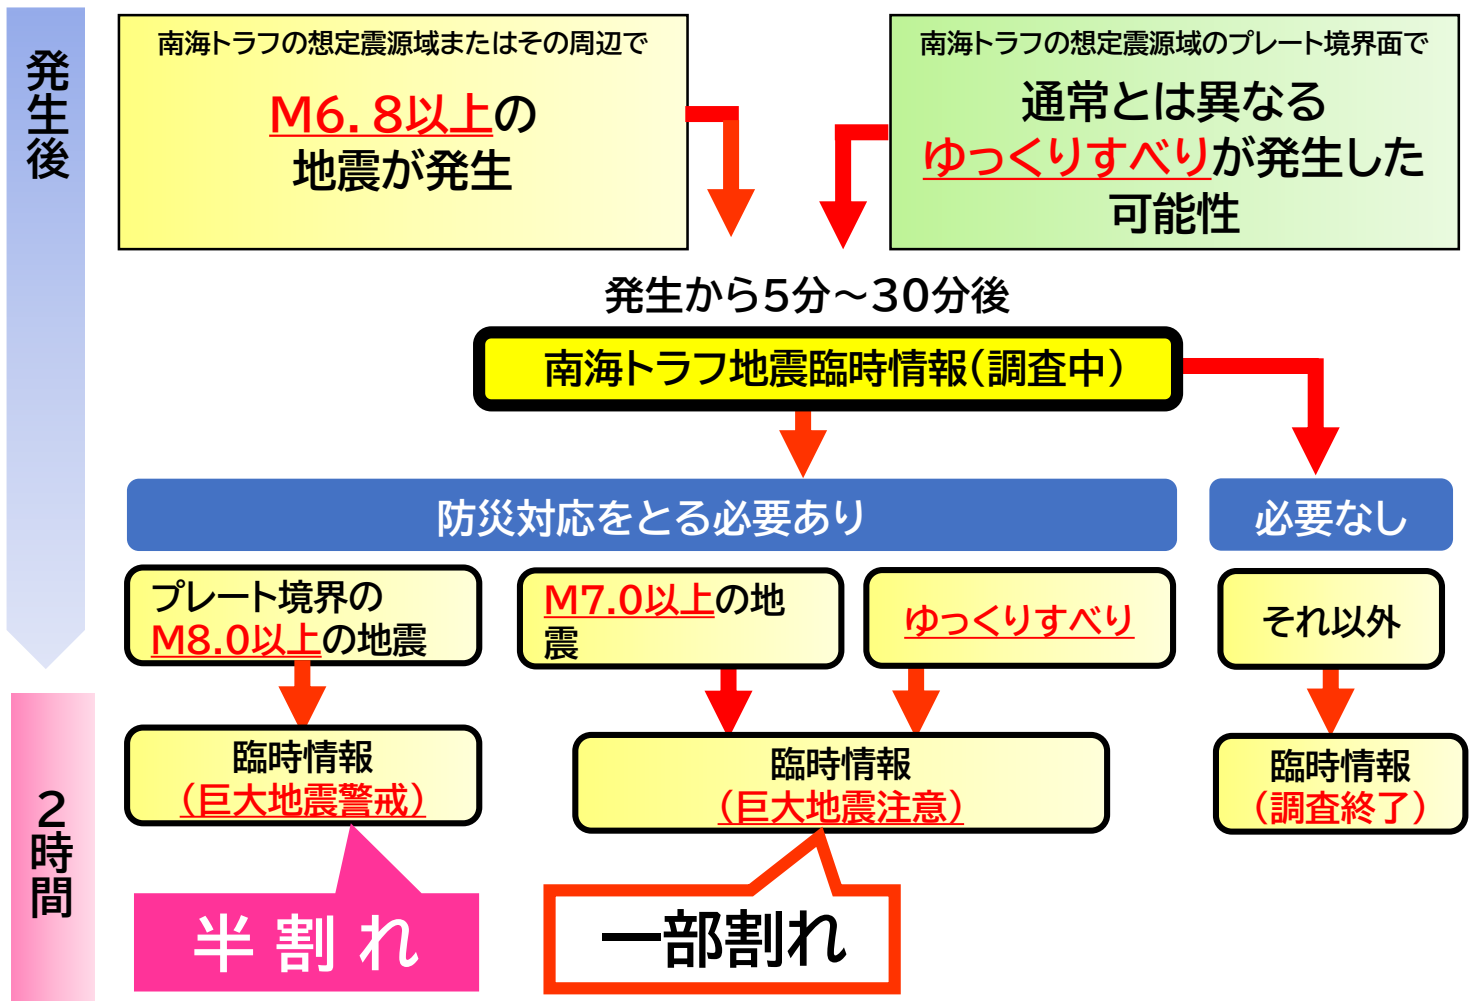 発生後
南海トラフの想定震源域またはその周辺で
M6.8以上の
地震が発生
南海トラフの想定震源域のプレート境界面で
通常とは異なる
ゆっくりすべりが発生した
可能性
発生から5分～30分後
南海トラフ地震臨時情報(調査中)
防災対応をとる必要あり
必要なし
プレート境界の
M8.0以上の地震
M7.0以上の地
震
ゆっくりすべり
それ以外
2時間
臨時情報
(巨大地震警戒)
臨時情報
(巨大地震注意)
臨時情報
(調査終了)
半割れ
一部割れ